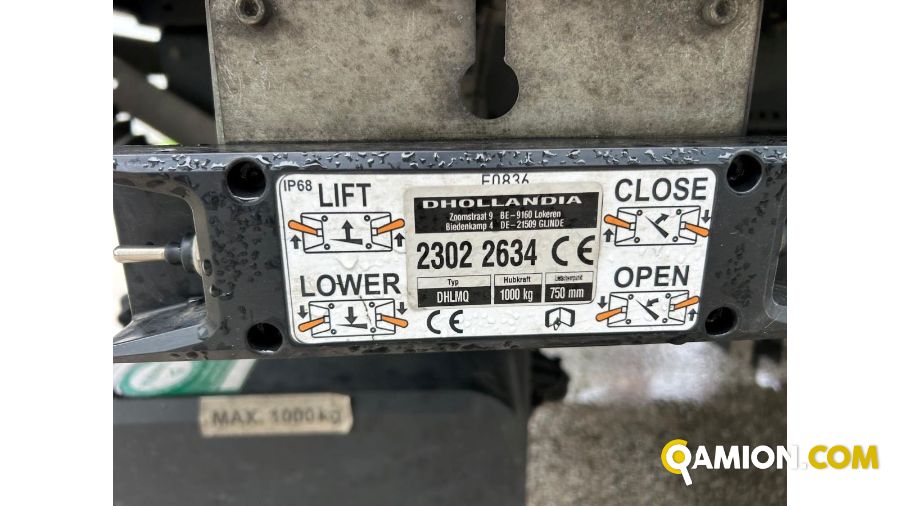 IP68
LIFT
LOWER
E0836
DHOLLANDIA
Zoomstraat 9 BE-9160 Lokeren
Biedenkamp 4 DE-21509 GLINDE
2302 2634 CE
Typ Hubkraft Lastschwerpunkt
DHLMQ 1000 kg 750 mm
CE
CLOSE
OPEN
MAX. 1000 kg
QAMION.COM